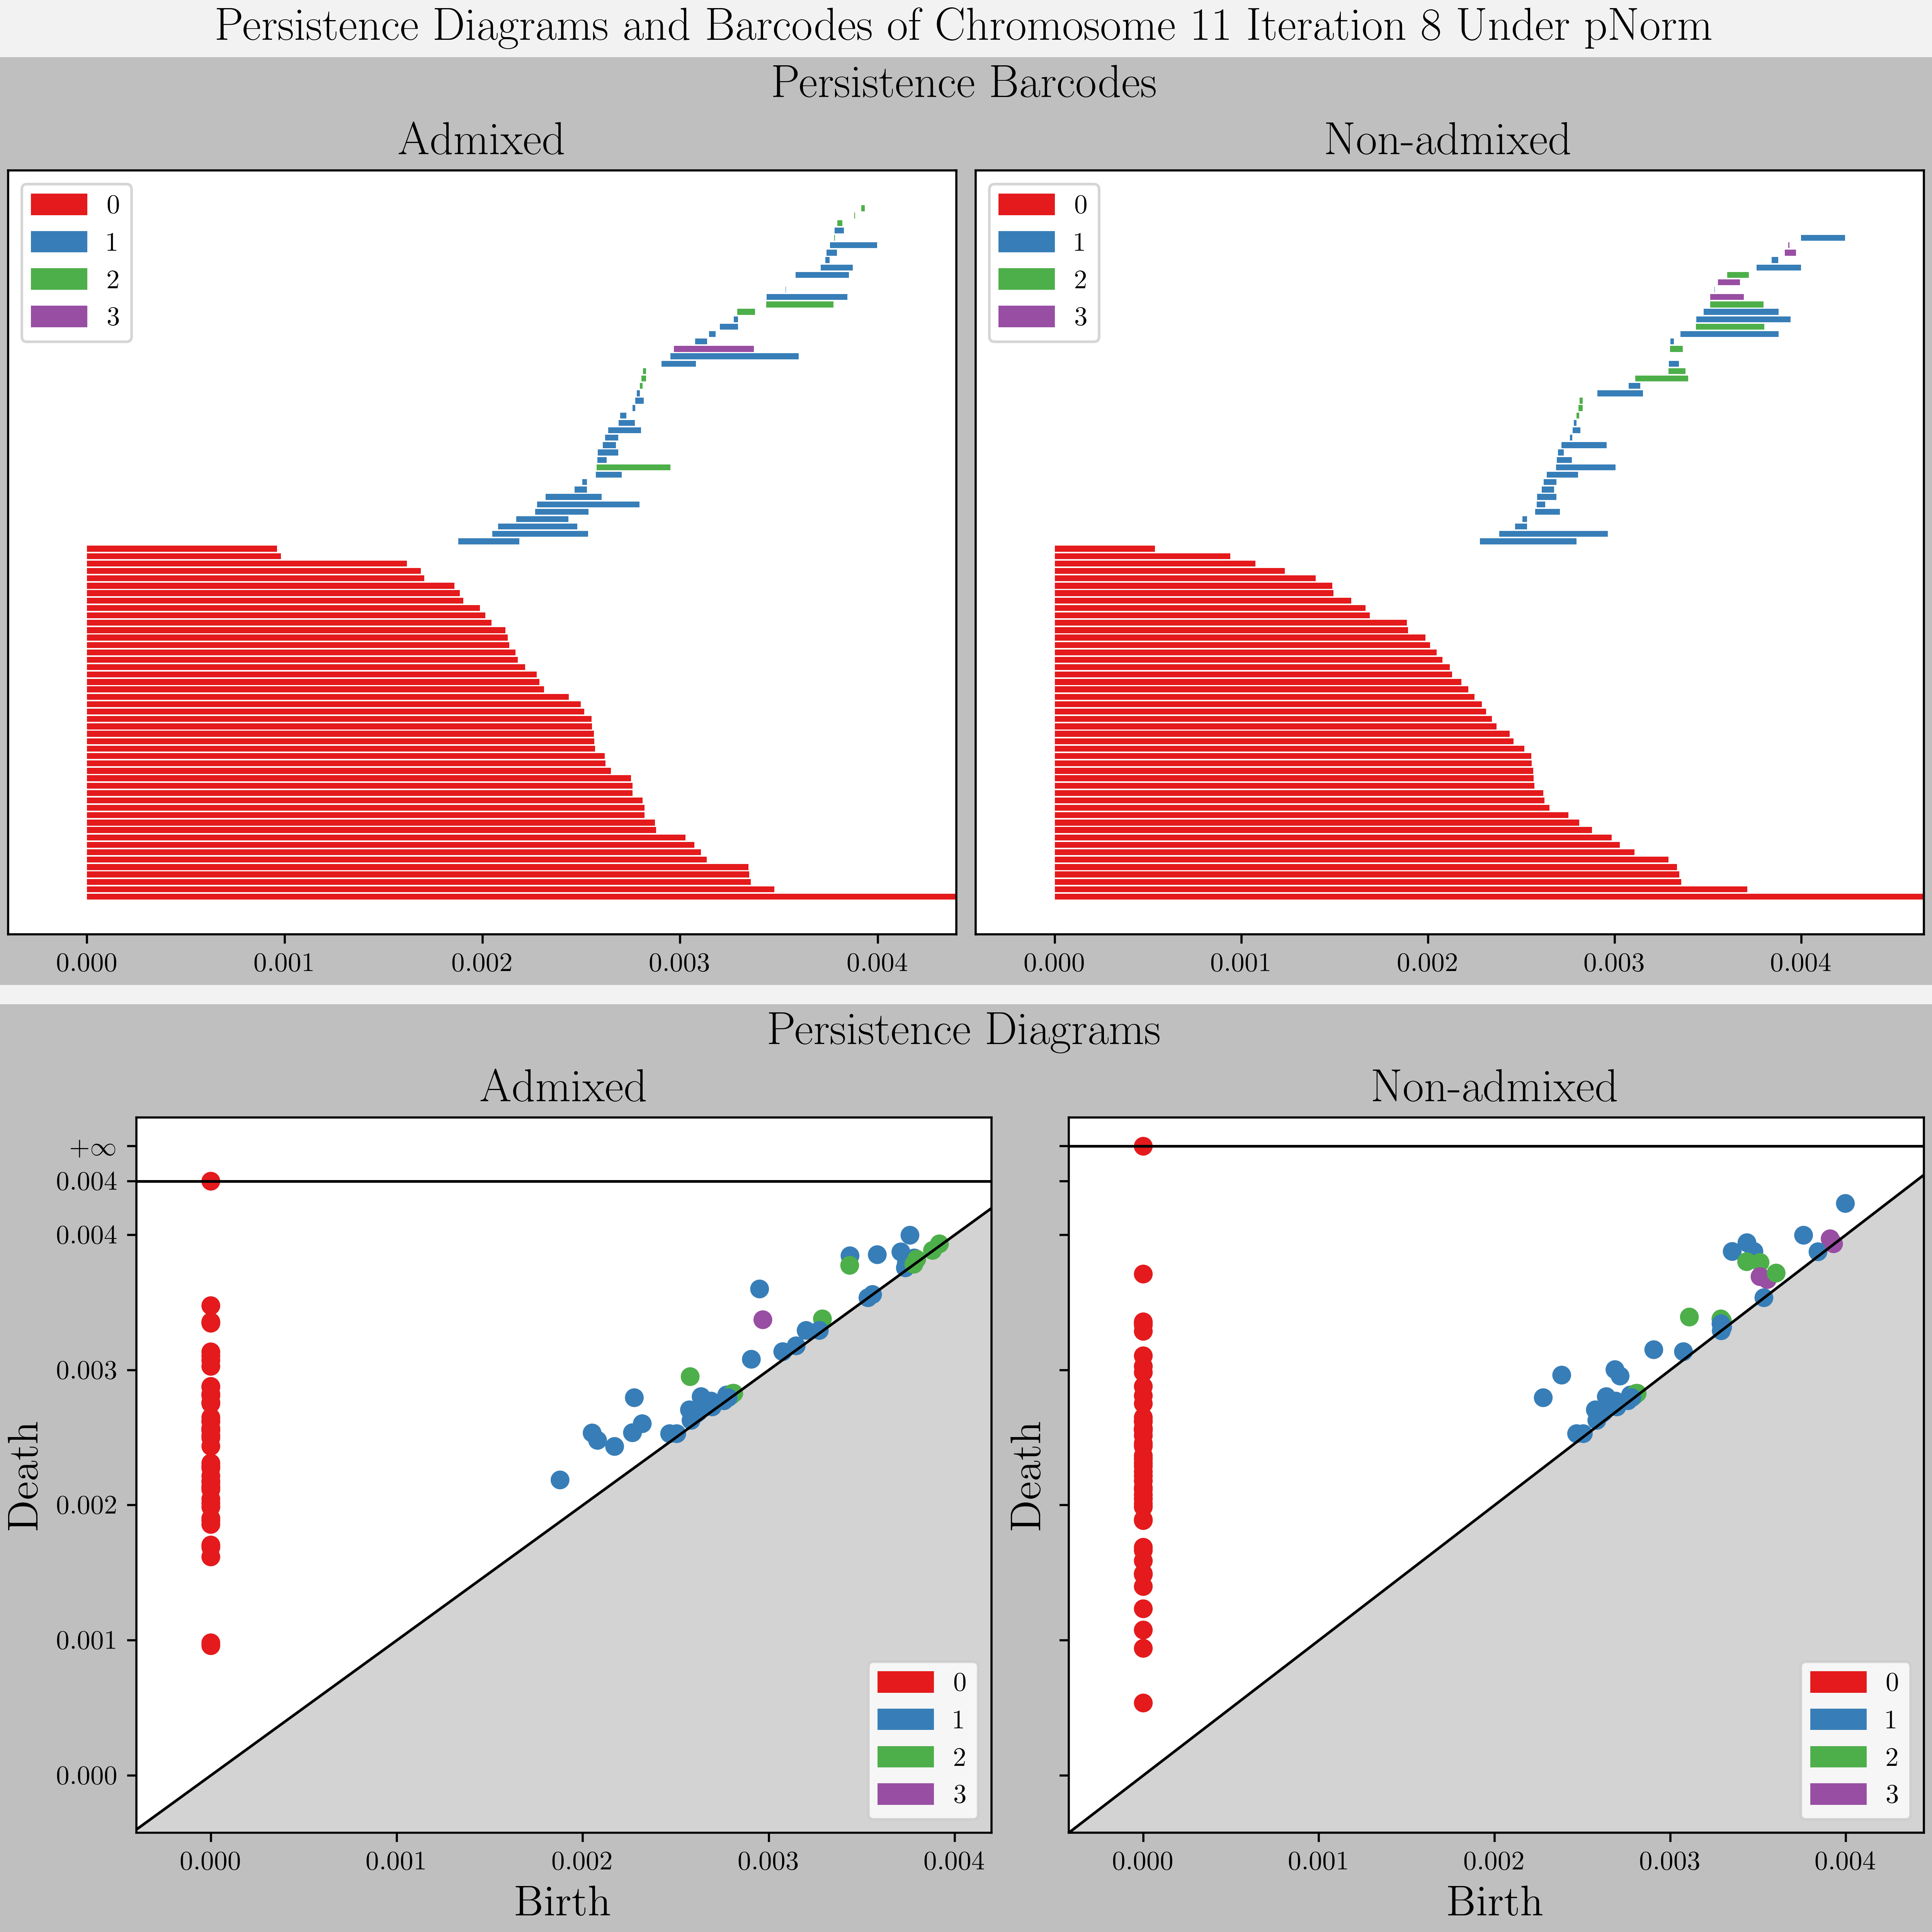 Persistence Diagrams and Barcodes of Chromosome 11 Iteration 8 Under pNorm
Persistence Barcodes
Admixed
0
1
2
3
0.000 0.001 0.002 0.003 0.004
Non-admixed
0
1
2
3
0.000 0.001 0.002 0.003 0.004
Persistence Diagrams
Admixed
+∞
0.004
0.004
0.003
0.002
0.001
0.000
Death
0
1
2
3
0.000 0.001 0.002 0.003 0.004
Birth
Non-admixed
Death
0
1
2
3
0.000 0.001 0.002 0.003 0.004
Birth